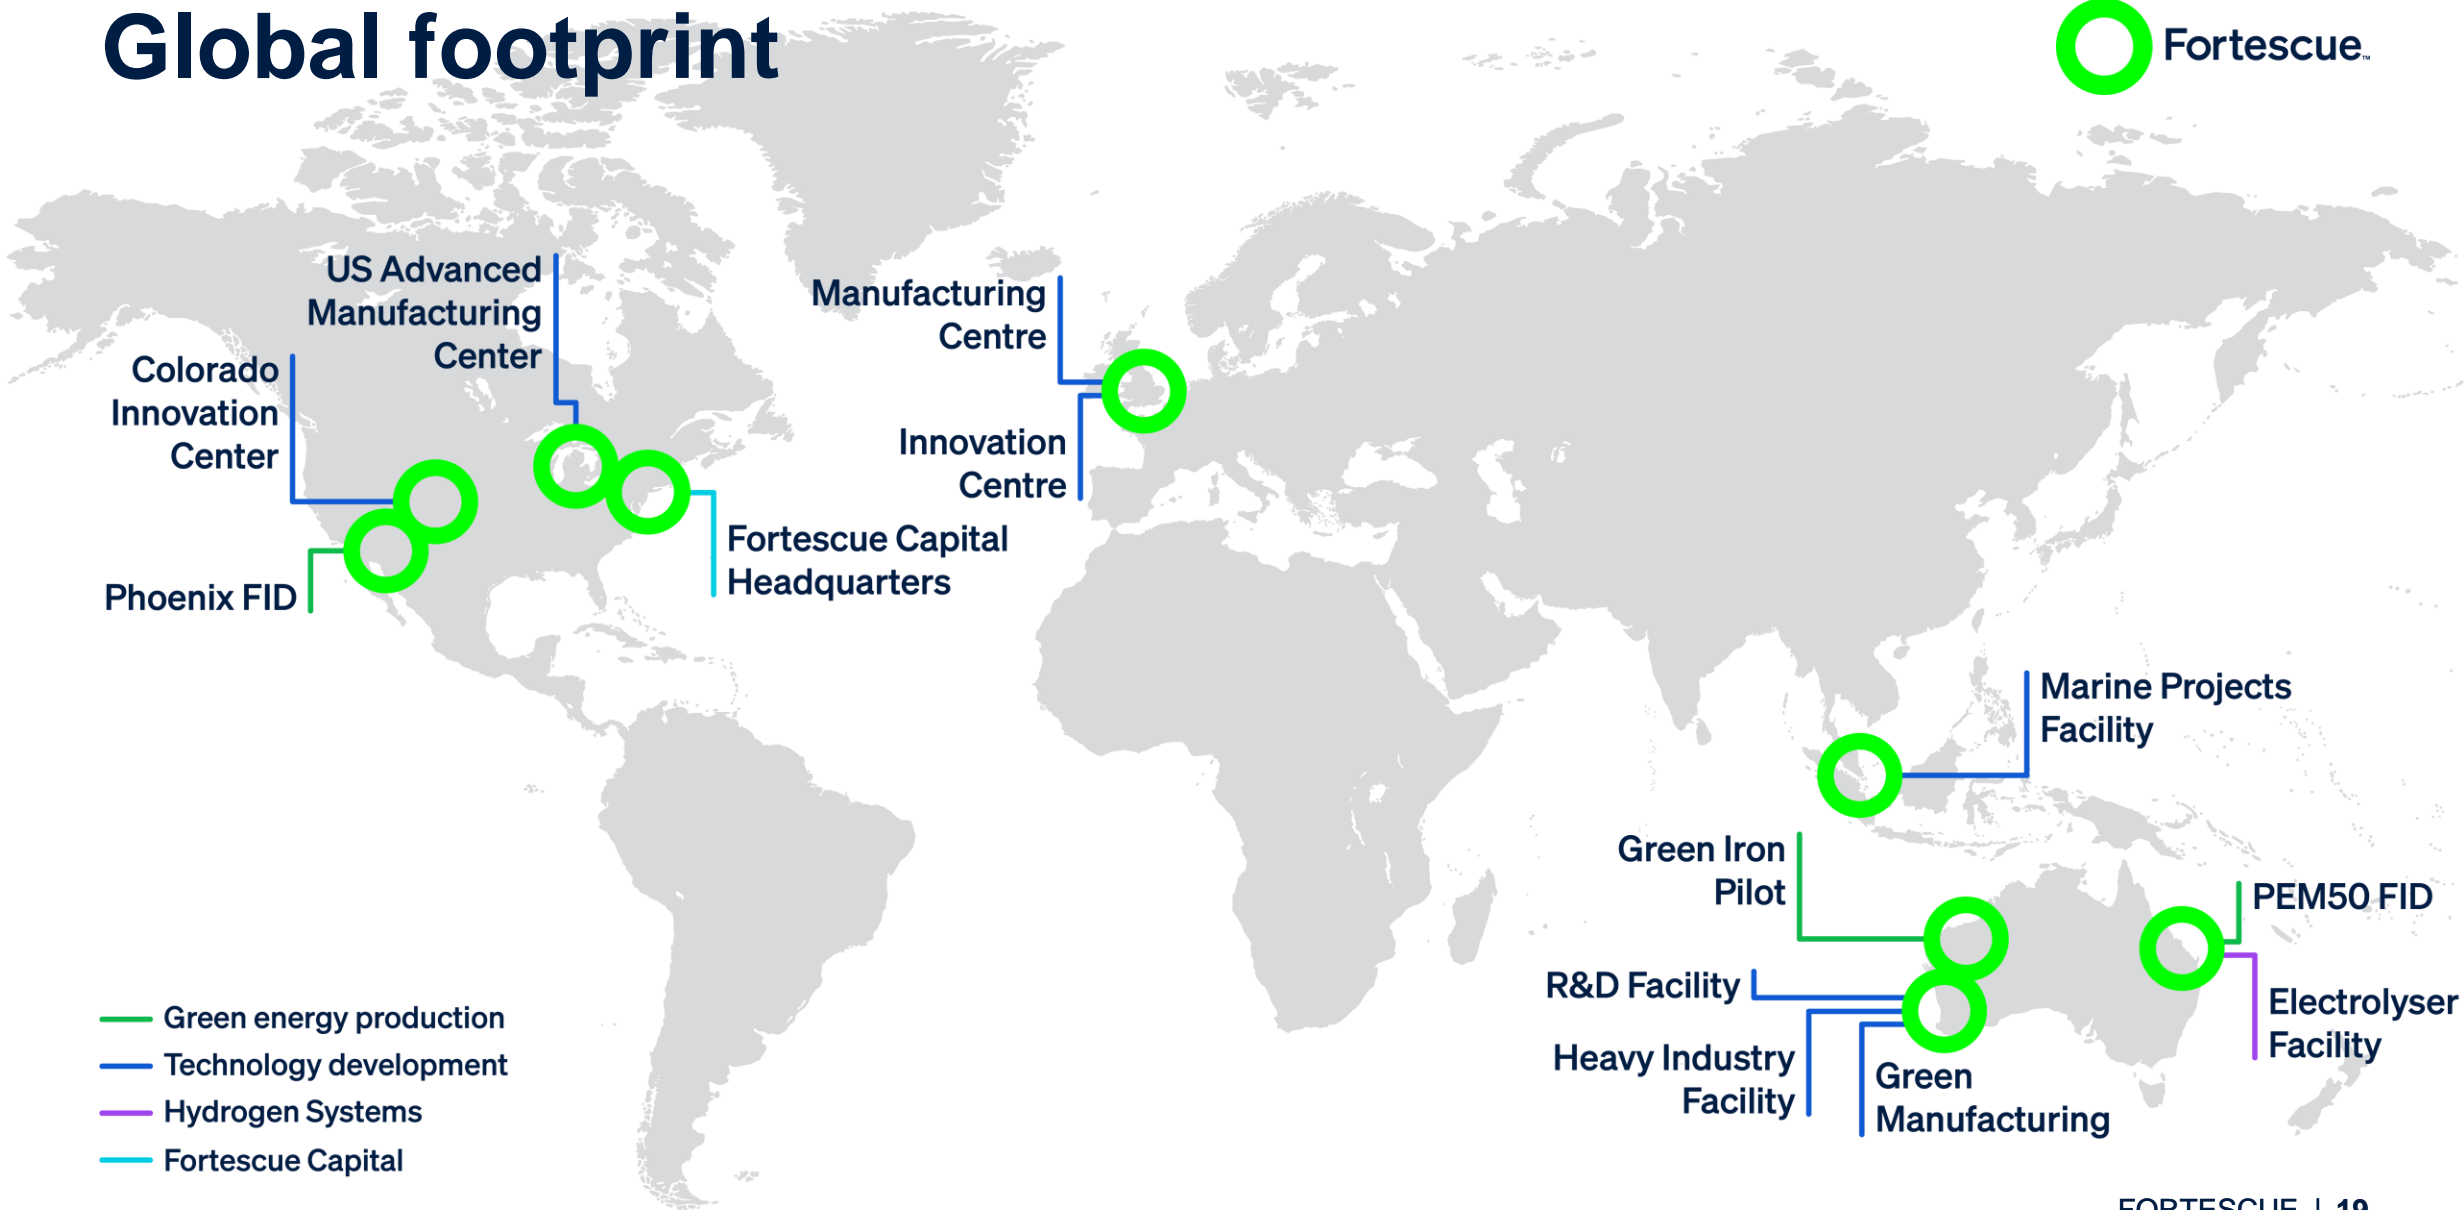 Global footprint
Fortescue™
US Advanced
Manufacturing
Center
Colorado
Innovation
Center
Phoenix FID
Fortescue Capital
Headquarters
Manufacturing
Centre
Innovation
Centre
Marine Projects
Facility
Green Iron
Pilot
PEM50 FID
R&D Facility
Electrolyser
Facility
Heavy Industry
Facility
Green
Manufacturing
Green energy production
Technology development
Hydrogen Systems
Fortescue Capital
FORTESCUE | 19